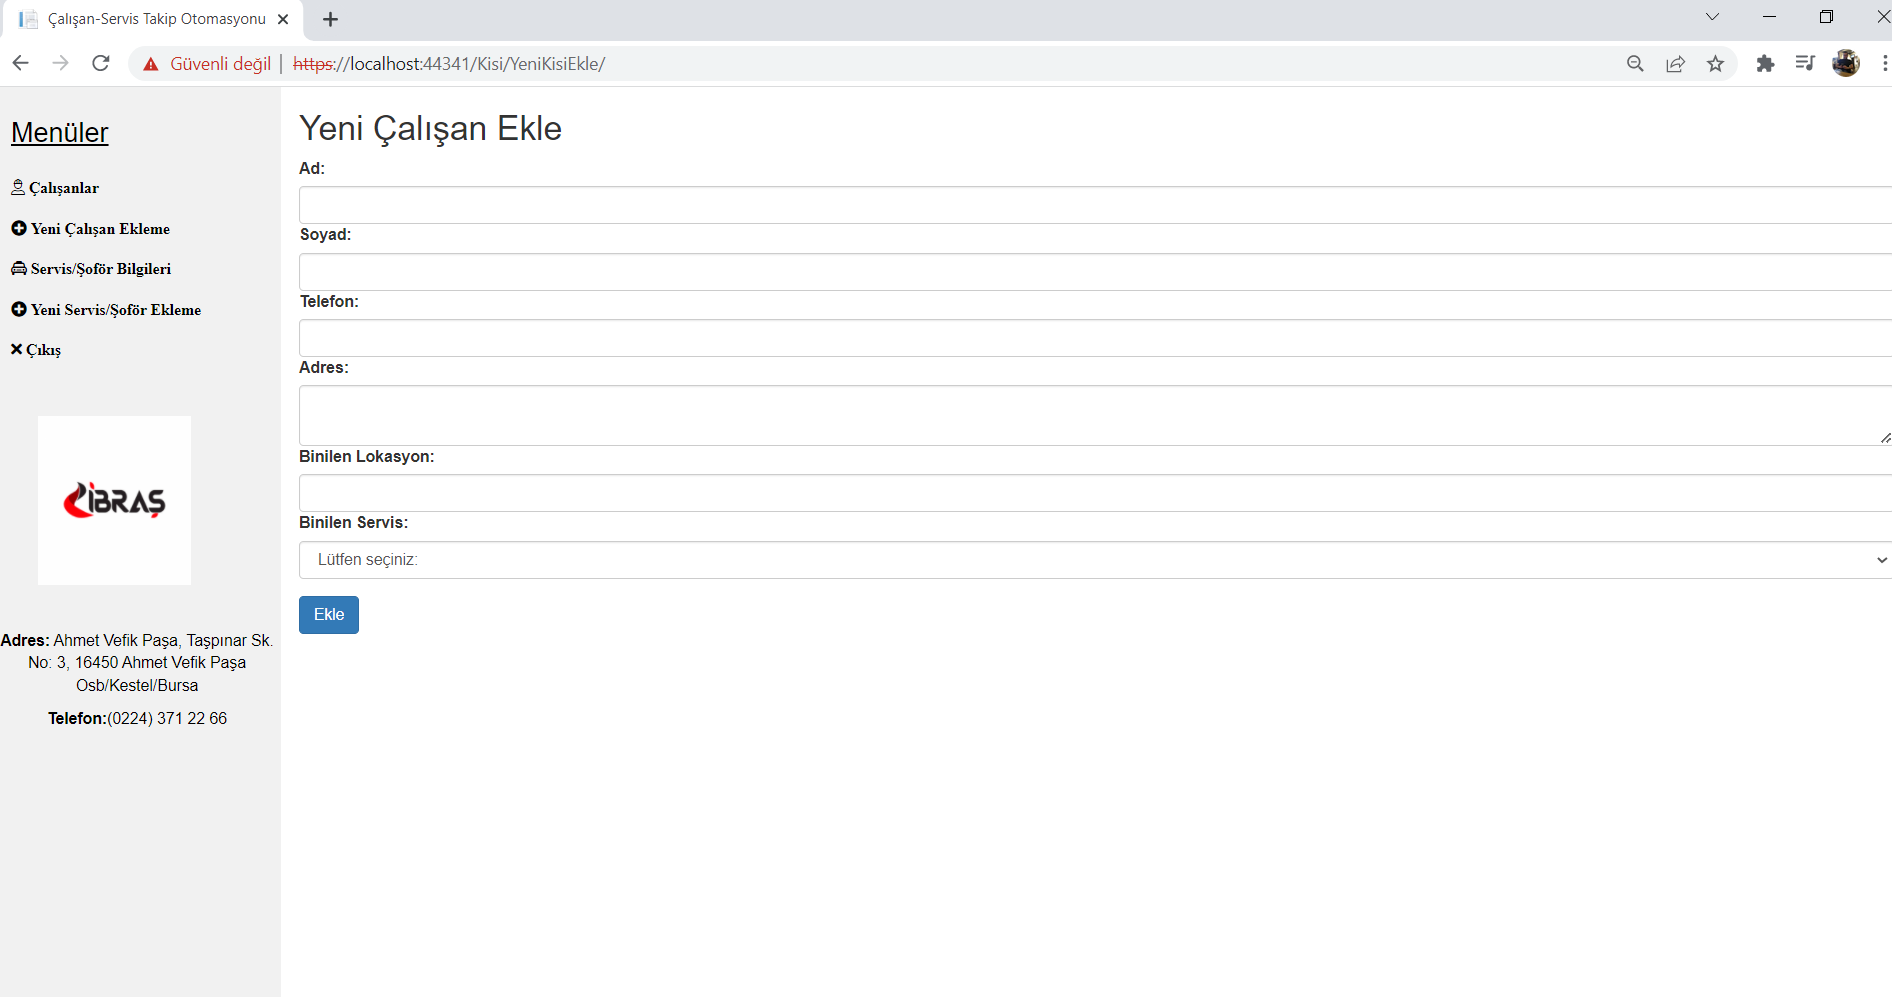 Çalışan-Servis Takip Otomasyonu
Güvenli değil | https://localhost:44341/Kisi/YeniKisiEkle/
Menüler
Çalışanlar
Yeni Çalışan Ekleme
Servis/Şoför Bilgileri
Yeni Servis/Şoför Ekleme
Çıkış
İBRAŞ
Adres: Ahmet Vefik Paşa, Taşpınar Sk.
No: 3, 16450 Ahmet Vefik Paşa
Osb/Kestel/Bursa
Telefon:(0224) 371 22 66
Yeni Çalışan Ekle
Ad:
Soyad:
Telefon:
Adres:
Binilen Lokasyon:
Binilen Servis:
Lütfen seçiniz:
Ekle